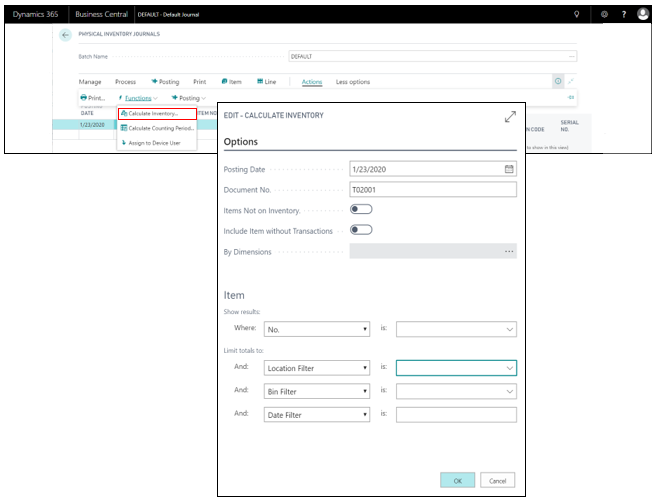 Dynamics 365 Business Central DEFAULT - Default Journal ?
PHYSICAL INVENTORY JOURNALS
Batch Name DEFAULT ...
Manage Process Posting Print Item Line Actions Less options
Print... Functions Posting
DATE ITEM NO
1/23/2020
Calculate Inventory...
Calculate Counting Period...
Assign to Device User
N CODE SERIAL NO.
to show in this view)
EDIT - CALCULATE INVENTORY
Options
Posting Date 1/23/2020
Document No. T02001
Items Not on Inventory.
Include Item without Transactions
By Dimensions ...
Item
Show results:
Where: No. is:
Limit totals to:
And: Location Filter is:
And: Bin Filter is:
And: Date Filter is:
OK Cancel